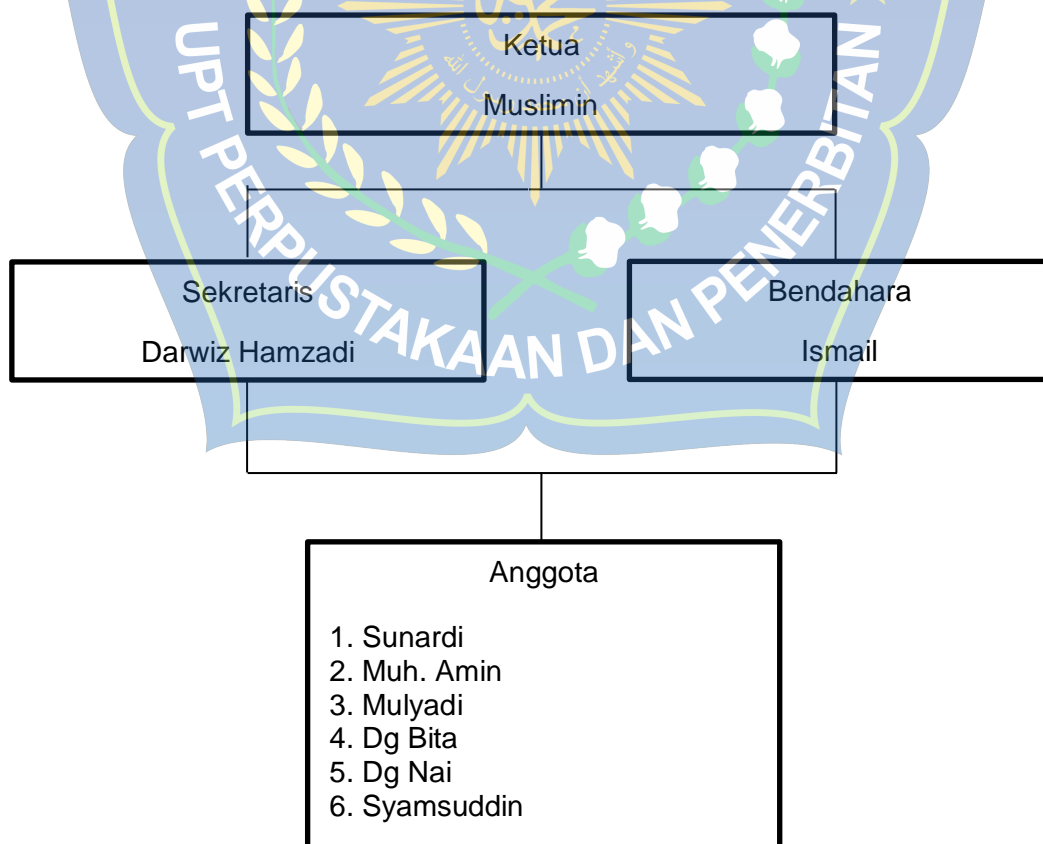 Ketua
Muslimin
Sekretaris
Darwiz Hamzadi
Bendahara
Ismail
Anggota
1. Sunardi
2. Muh. Amin
3. Mulyadi
4. Dg Bita
5. Dg Nai
6. Syamsuddin
UPT PERPUSTAKAAN DAN PENERBITAN